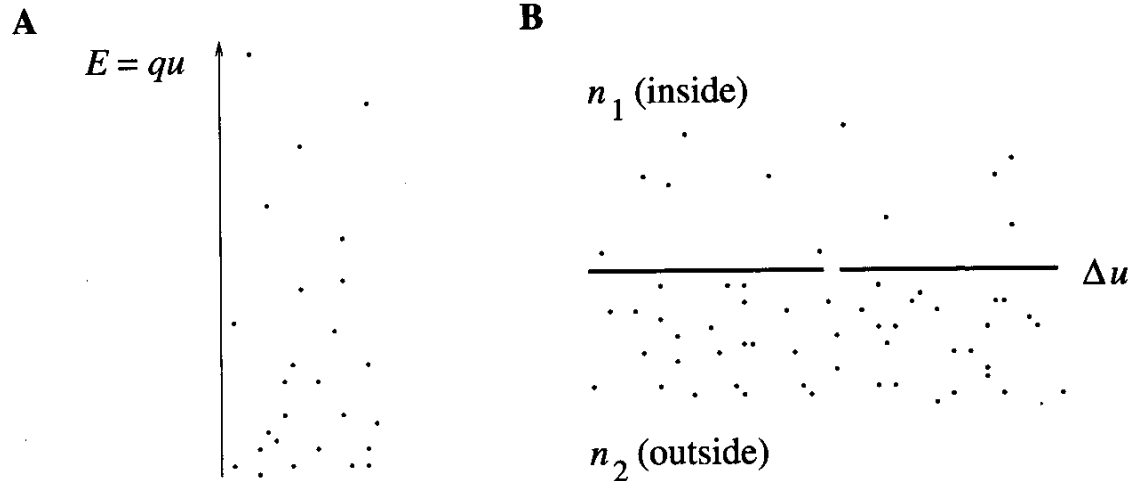 A
E = qu
B
n₁ (inside)
Δu
n₂ (outside)